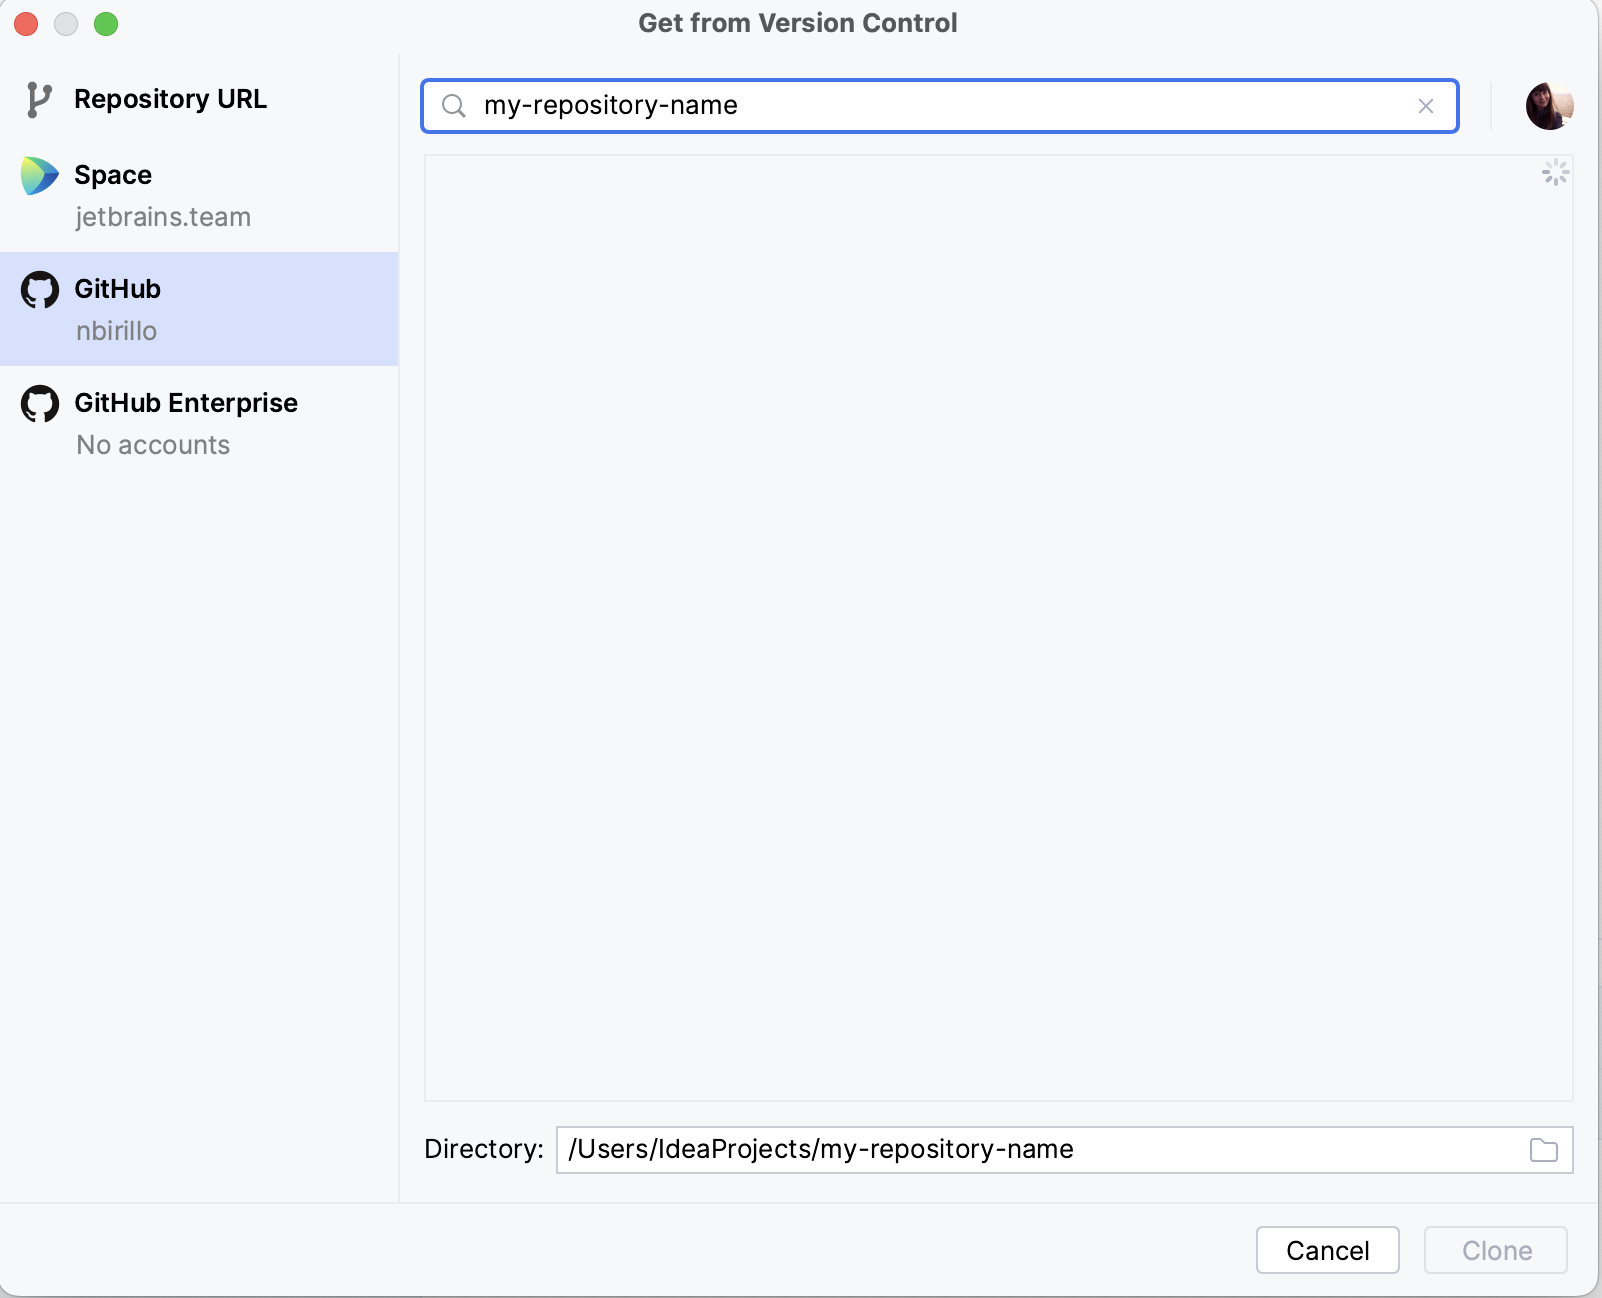 Get from Version Control
Repository URL
Space
jetbrains.team
GitHub
nbirillo
GitHub Enterprise
No accounts
my-repository-name
Directory: /Users/IdeaProjects/my-repository-name
Cancel Clone